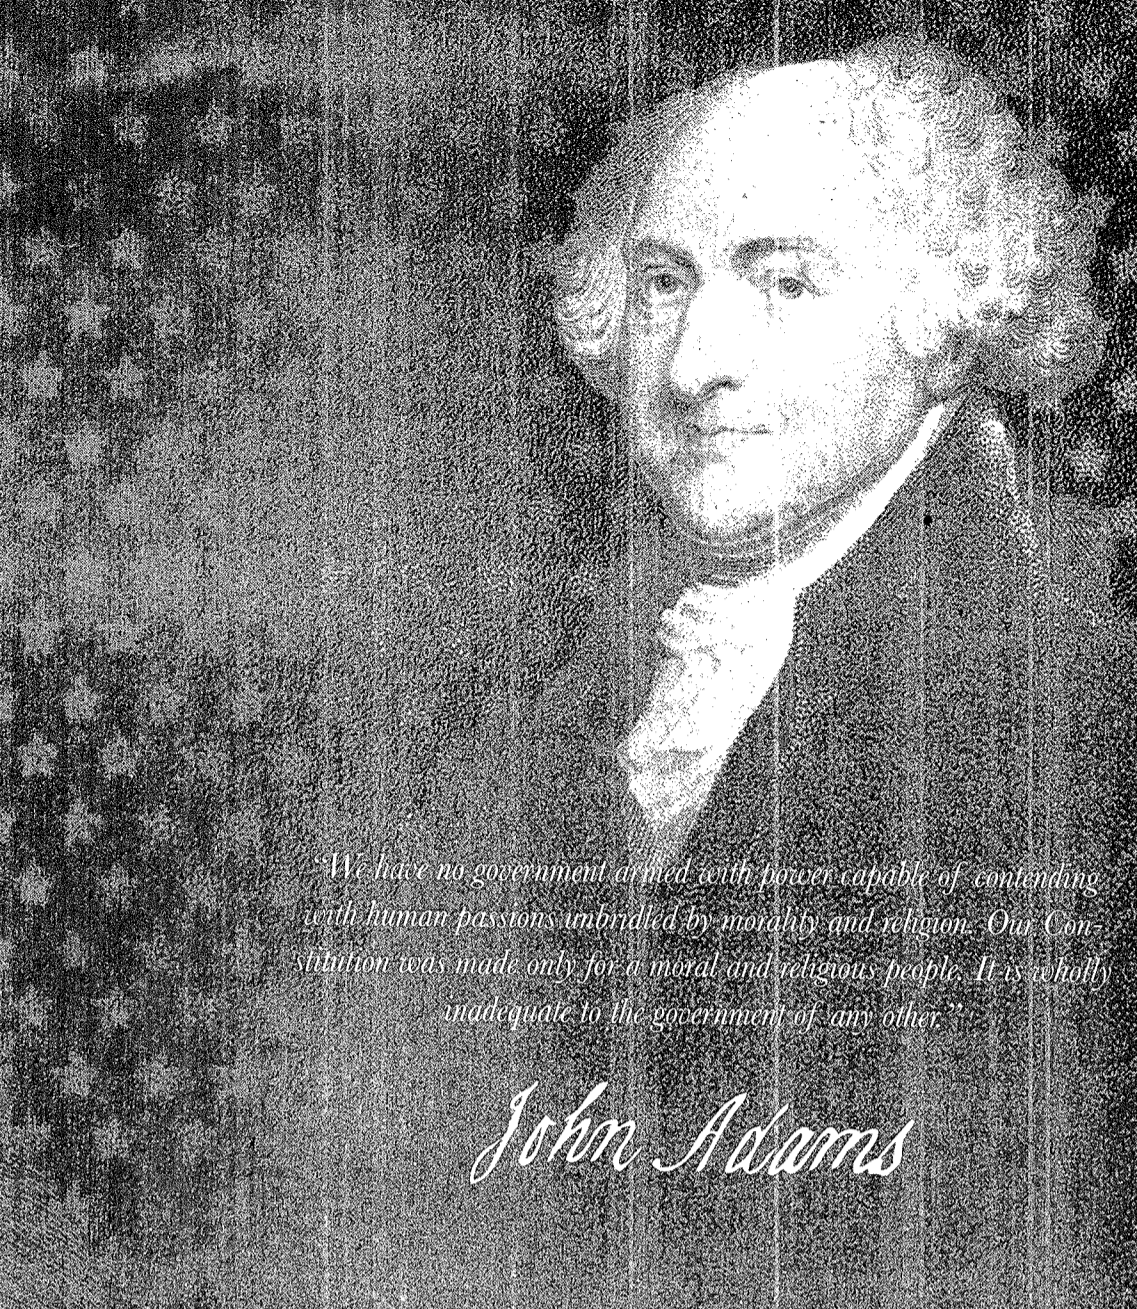 “We have no government armed with power capable of contending
with human passions unbridled by morality and religion. Our Con-
stitution was made only for a moral and religious people. It is wholly
inadequate to the government of any other.”
John Adams